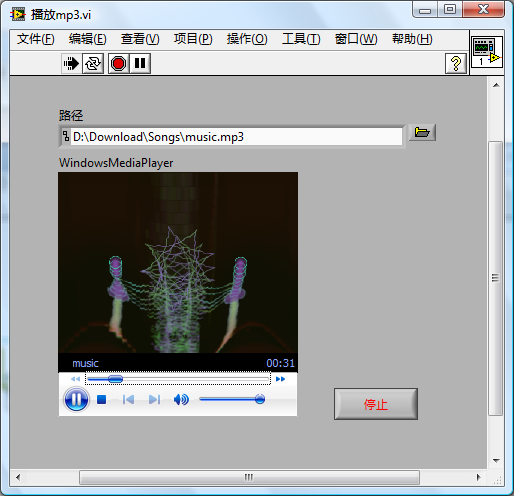 播放mp3.vi
文件(F) 编辑(E) 查看(V) 项目(P) 操作(O) 工具(T) 窗口(W) 帮助(H)
?
1
路径
D:\Download\Songs\music.mp3
WindowsMediaPlayer
music 00:31
停止